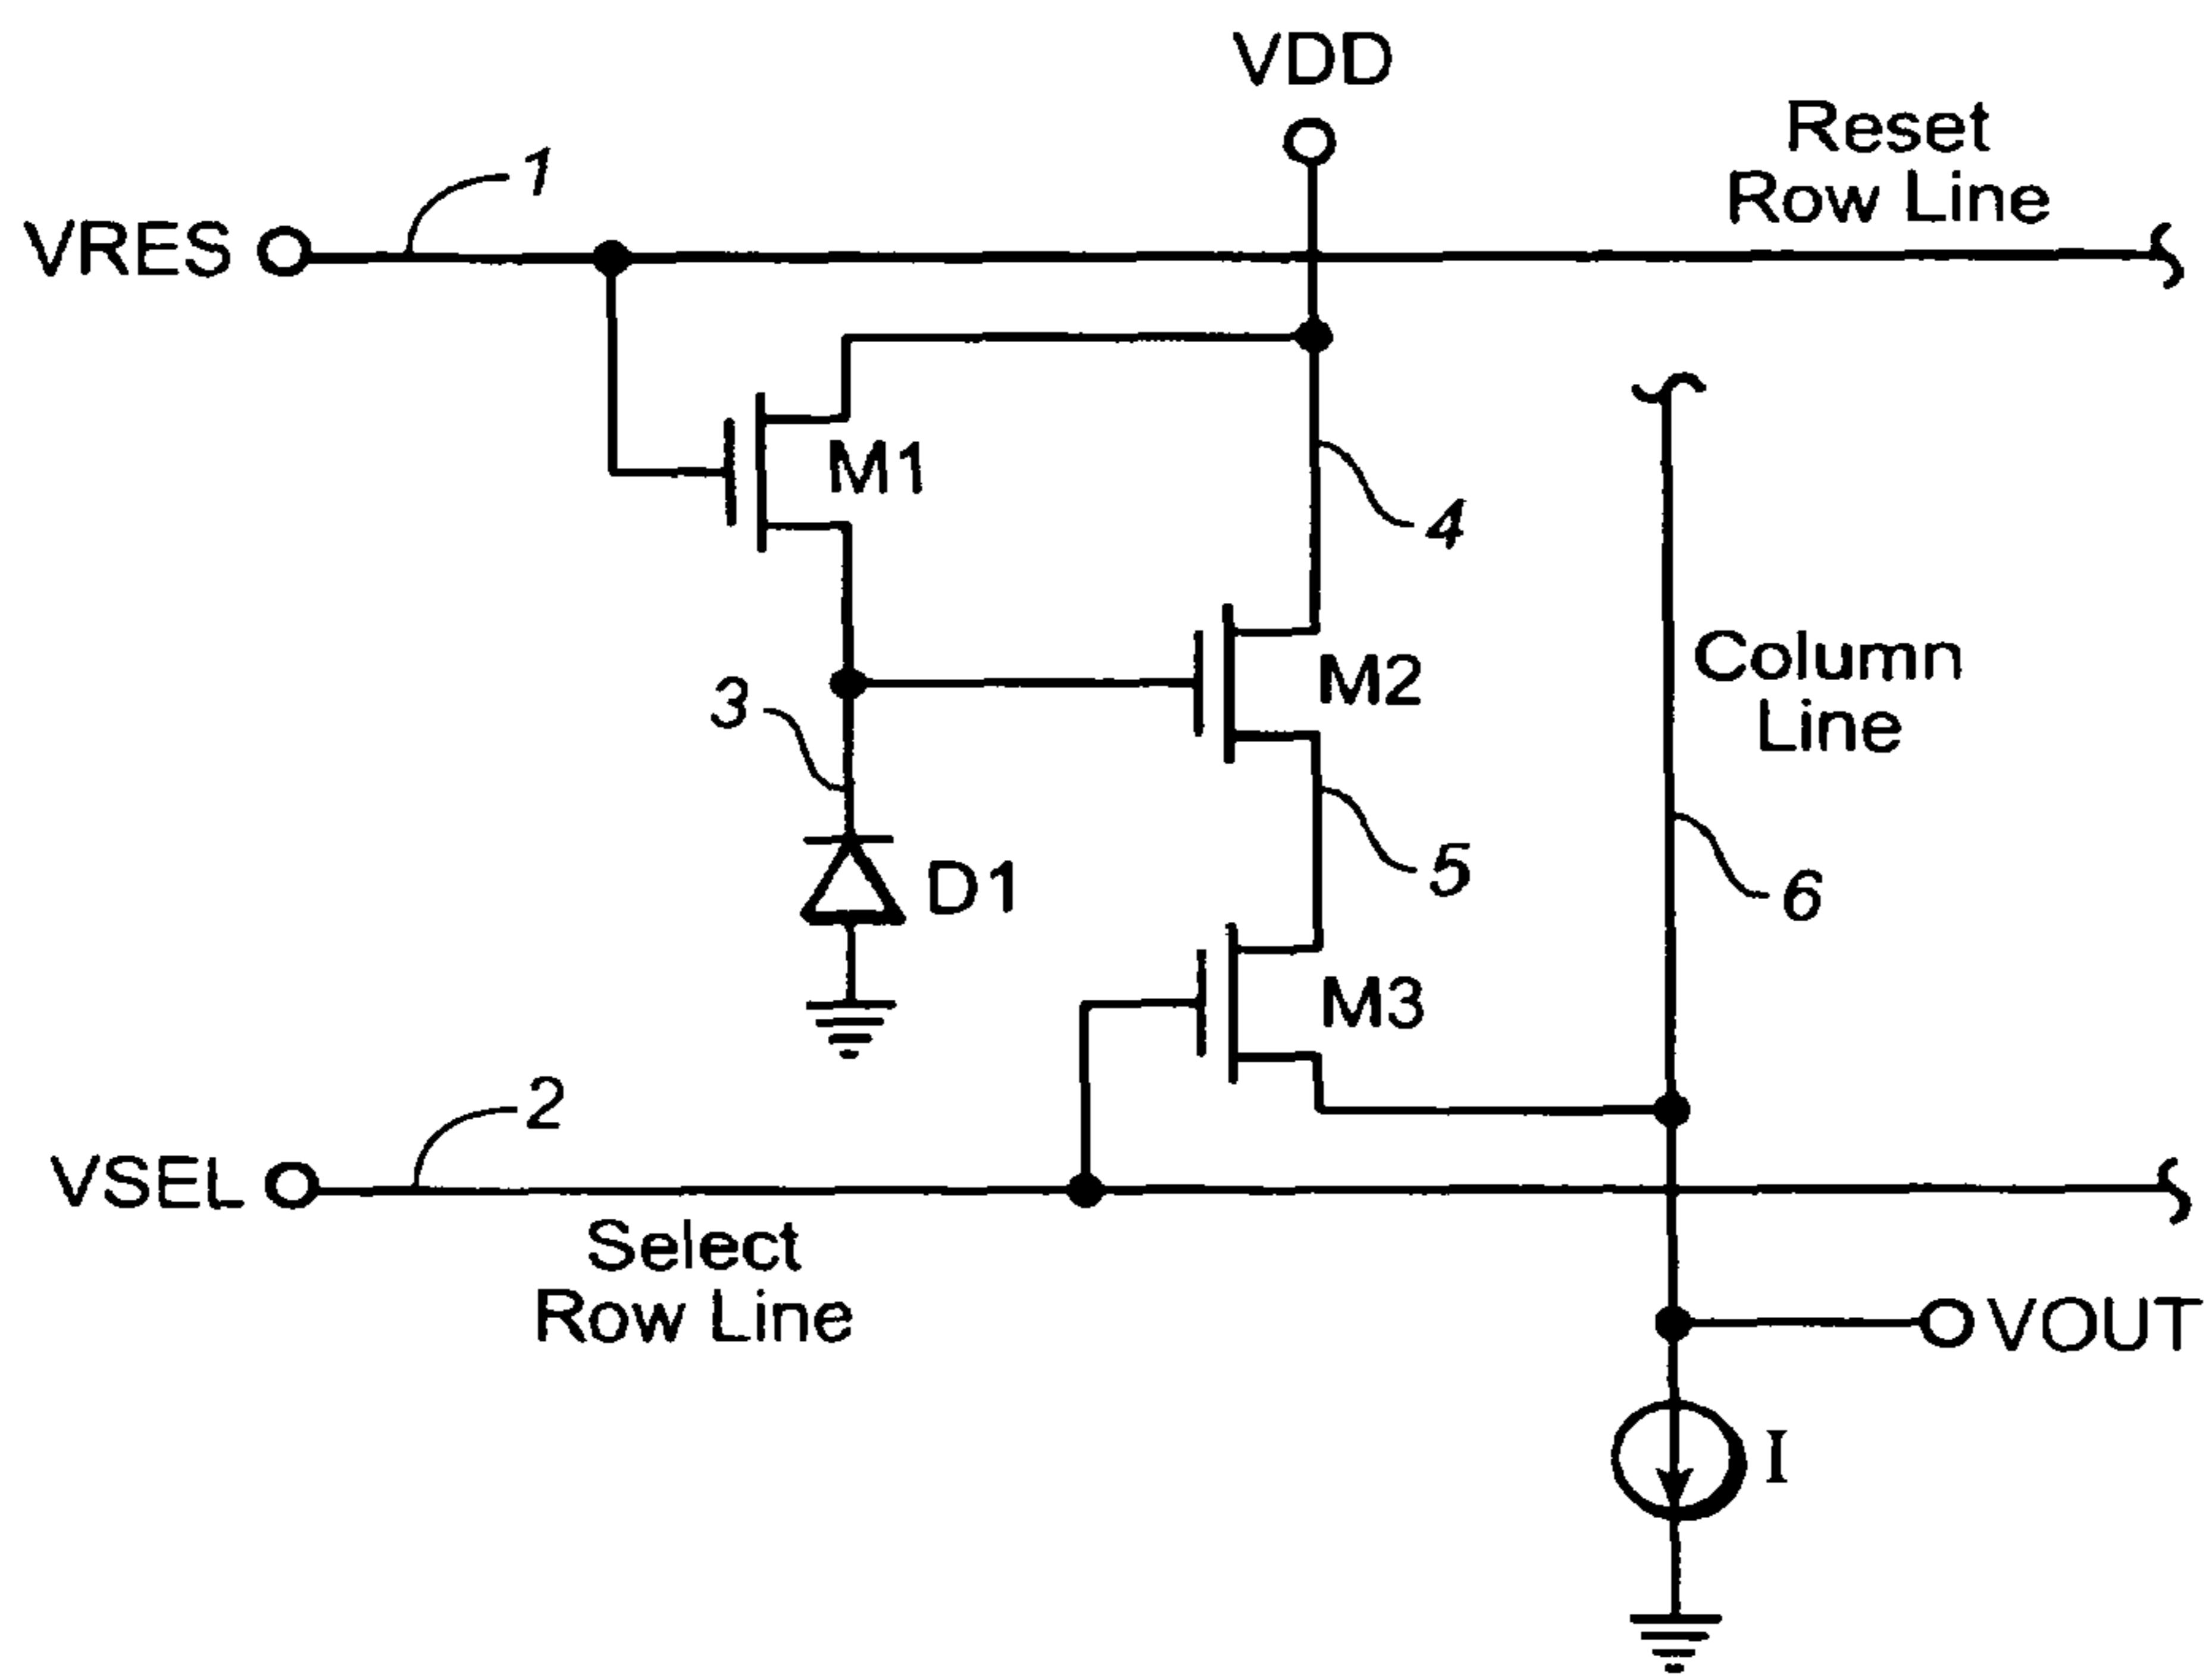 VDD
Reset
Row Line
1
VRES
M1
4
Column
Line
M2
3
5
D1
6
M3
2
VSEL
Select
Row Line
VOUT
I